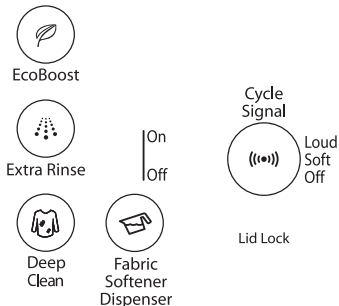 EcoBoost
Extra Rinse
On
Off
Deep
Clean
Fabric
Softener
Dispenser
Cycle
Signal
Loud
Soft
Off
Lid Lock